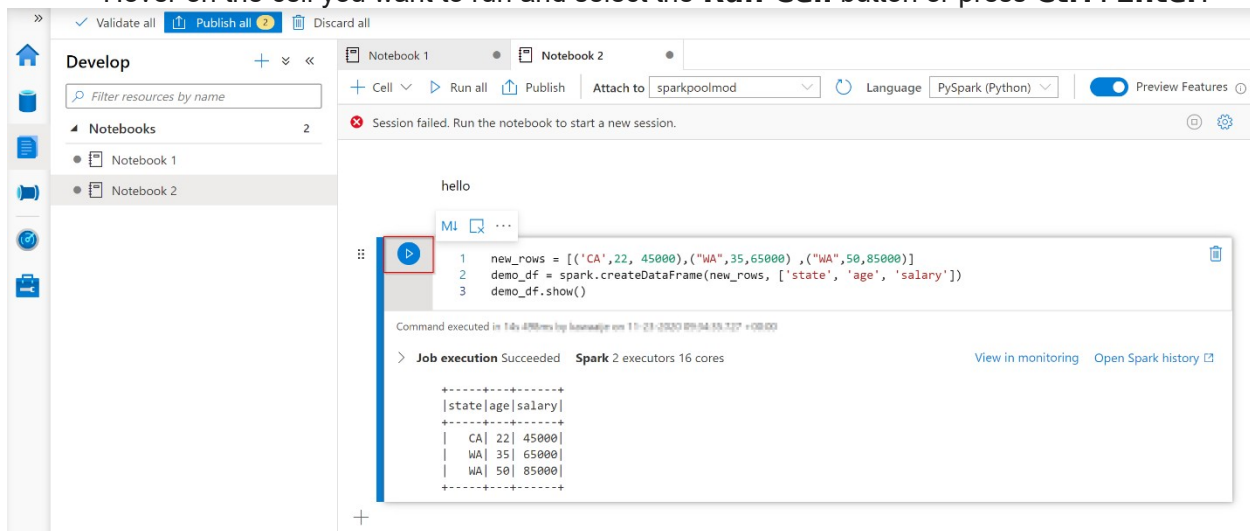 Hover on the cell you want to run and select the Run Cell button or press Ctrl+Enter.
» Validate all Publish all 2 Discard all
Develop
Filter resources by name
Notebooks 2
Notebook 1
Notebook 2
Notebook 1 Notebook 2
+ Cell Run all Publish Attach to sparkpoolmod Language PySpark (Python) Preview Features
Session failed. Run the notebook to start a new session.
hello
M↓ ...
1 new_rows = [('CA',22, 45000),("WA",35,65000) ,("WA",50,85000)]
2 demo_df = spark.createDataFrame(new_rows, ['state', 'age', 'salary'])
3 demo_df.show()
Command executed in
Job execution Succeeded Spark 2 executors 16 cores View in monitoring Open Spark history
+-----+---+------+
|state|age|salary|
+-----+---+------+
| CA| 22| 45000|
| WA| 35| 65000|
| WA| 50| 85000|
+-----+---+------+